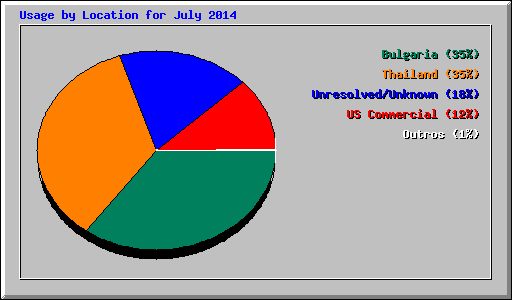 Usage by Location for July 2014
Bulgaria (35%)
Thailand (35%)
Unresolved/Unknown (18%)
US Commercial (12%)
Outros (1%)